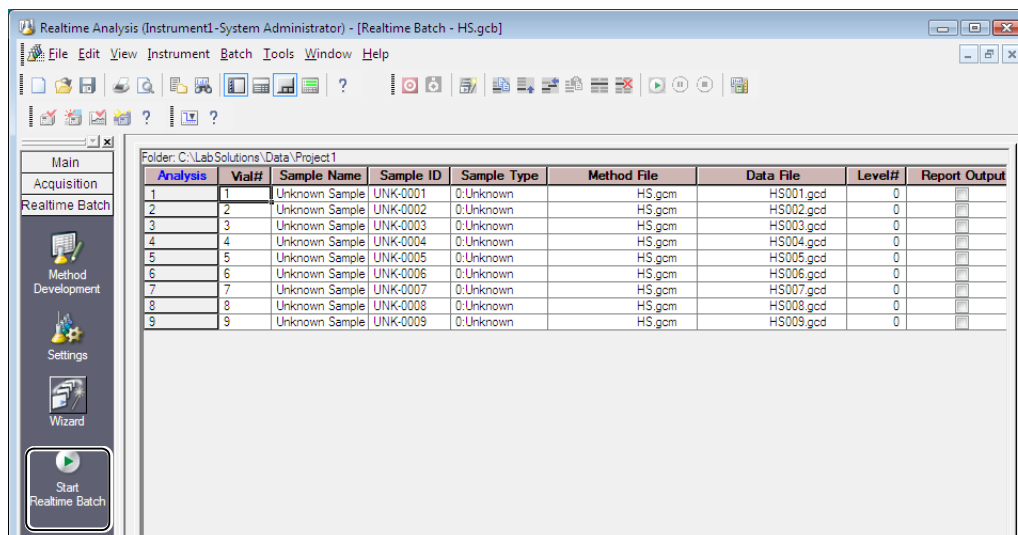 Realtime Analysis (Instrument1-System Administrator) - [Realtime Batch - HS.gcb]
File Edit View Instrument Batch Tools Window Help
?
?
?
Main
Acquisition
Realtime Batch
Method
Development
Settings
Wizard
Start
Realtime Batch
Folder: C:\LabSolutions\Data\Project1
Analysis Vial# Sample Name Sample ID Sample Type Method File Data File Level# Report Output
1 1 Unknown Sample UNK-0001 0:Unknown HS.gcm HS001.gcd 0
2 2 Unknown Sample UNK-0002 0:Unknown HS.gcm HS002.gcd 0
3 3 Unknown Sample UNK-0003 0:Unknown HS.gcm HS003.gcd 0
4 4 Unknown Sample UNK-0004 0:Unknown HS.gcm HS004.gcd 0
5 5 Unknown Sample UNK-0005 0:Unknown HS.gcm HS005.gcd 0
6 6 Unknown Sample UNK-0006 0:Unknown HS.gcm HS006.gcd 0
7 7 Unknown Sample UNK-0007 0:Unknown HS.gcm HS007.gcd 0
8 8 Unknown Sample UNK-0008 0:Unknown HS.gcm HS008.gcd 0
9 9 Unknown Sample UNK-0009 0:Unknown HS.gcm HS009.gcd 0